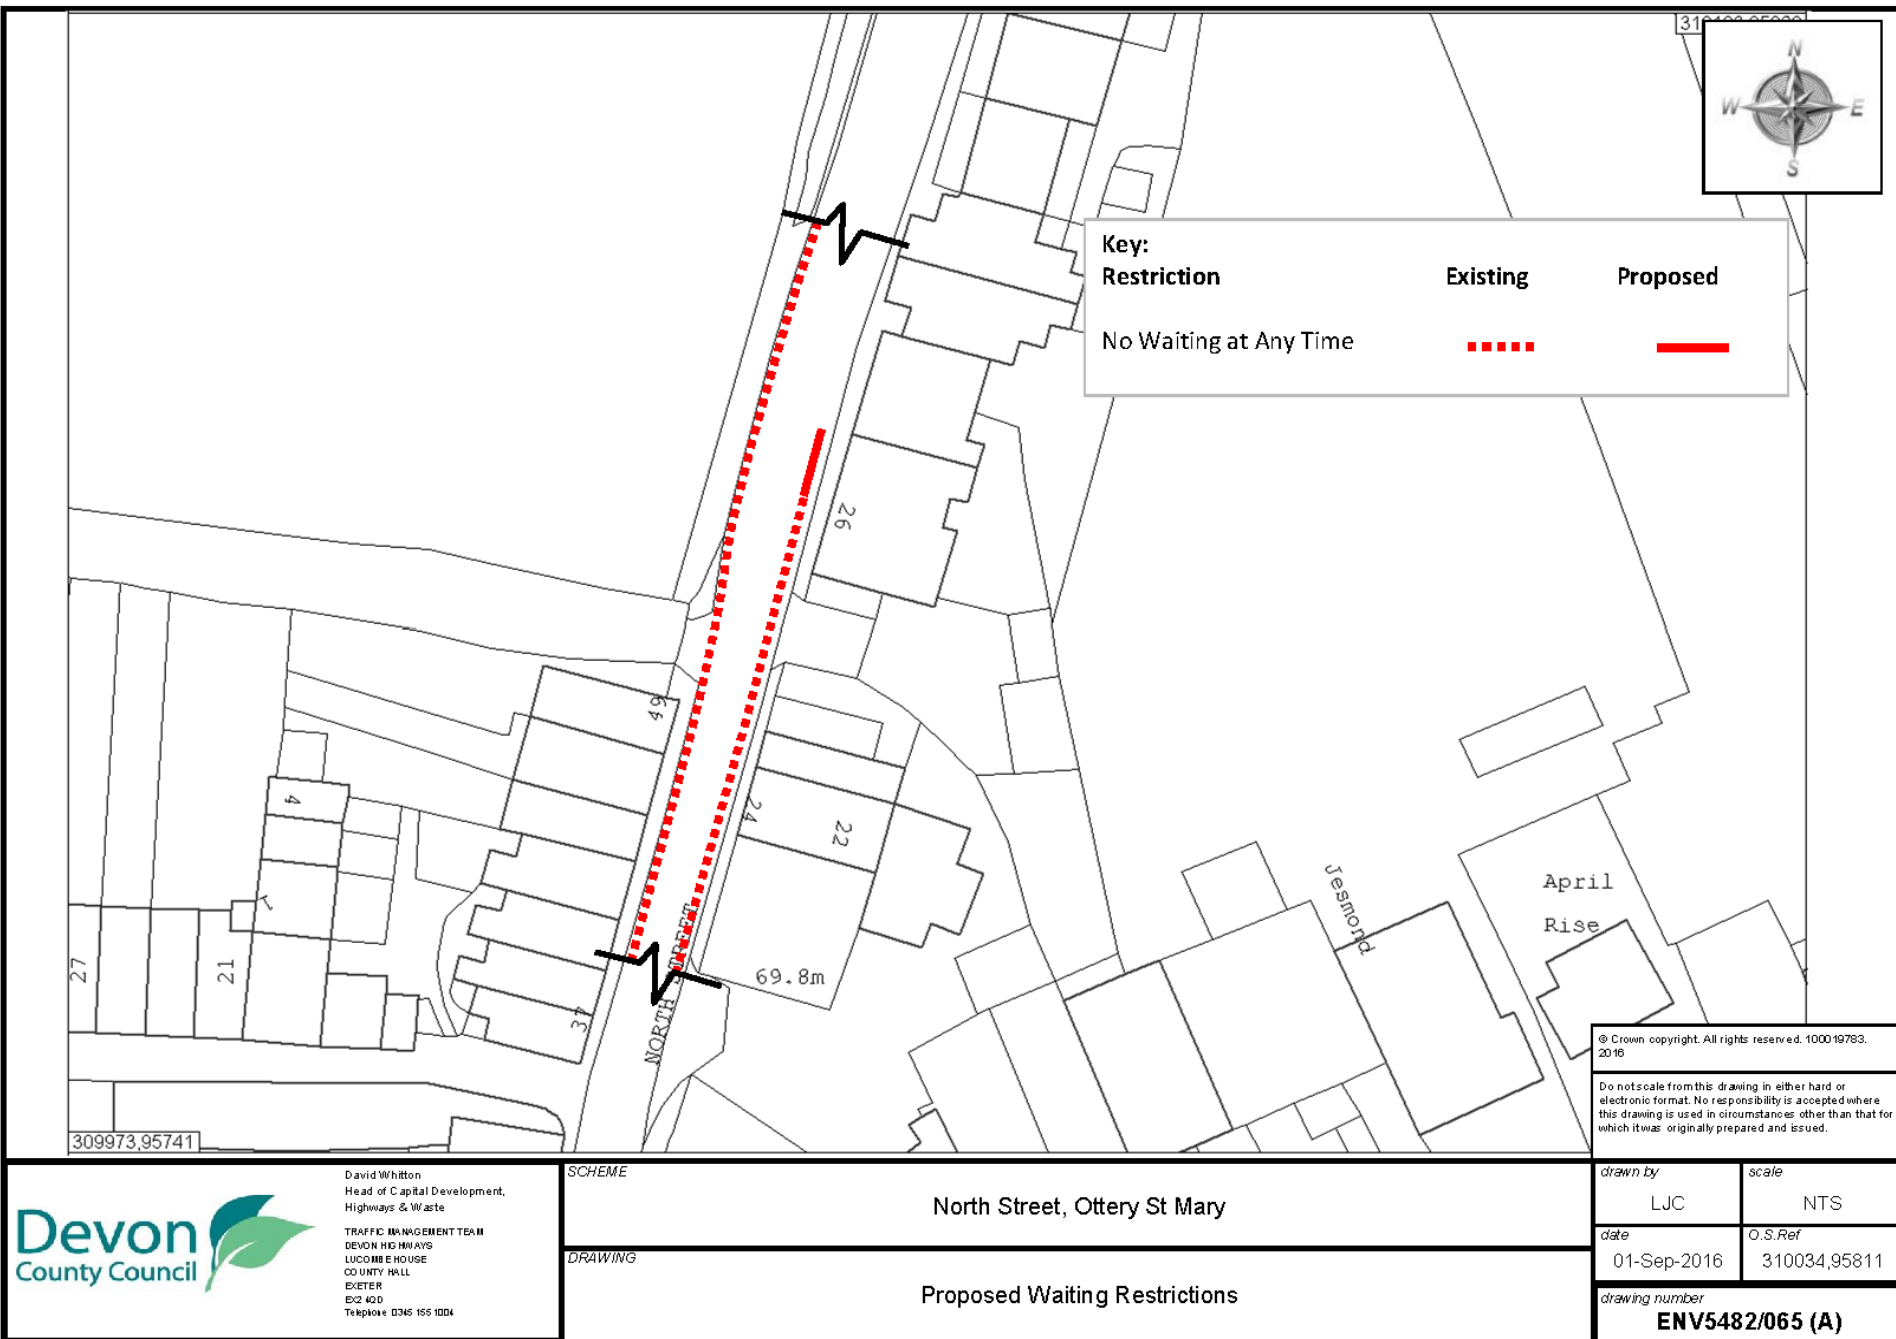 N
W E
S
Key:
Restriction Existing Proposed
No Waiting at Any Time
26
49
4
24
22
1
27
21
34
NORTH STREET
69.8m
Jesmond
April
Rise
309973,95741
© Crown copyright. All rights reserved. 100019783.
2016
Do not scale from this drawing in either hard or
electronic format. No responsibility is accepted where
this drawing is used in circumstances other than that for
which it was originally prepared and issued.
Devon
County Council
David Whitton
Head of Capital Development,
Highways & Waste
TRAFFIC MANAGEMENT TEAM
DEVON HIGHWAYS
LUCOMBE HOUSE
COUNTY HALL
EXETER
EX2 4QD
Telephone 0345 155 1004
SCHEME
North Street, Ottery St Mary
DRAWING
Proposed Waiting Restrictions
drawn by
LJC
scale
NTS
date
01-Sep-2016
O.S.Ref
310034,95811
drawing number
ENV5482/065 (A)